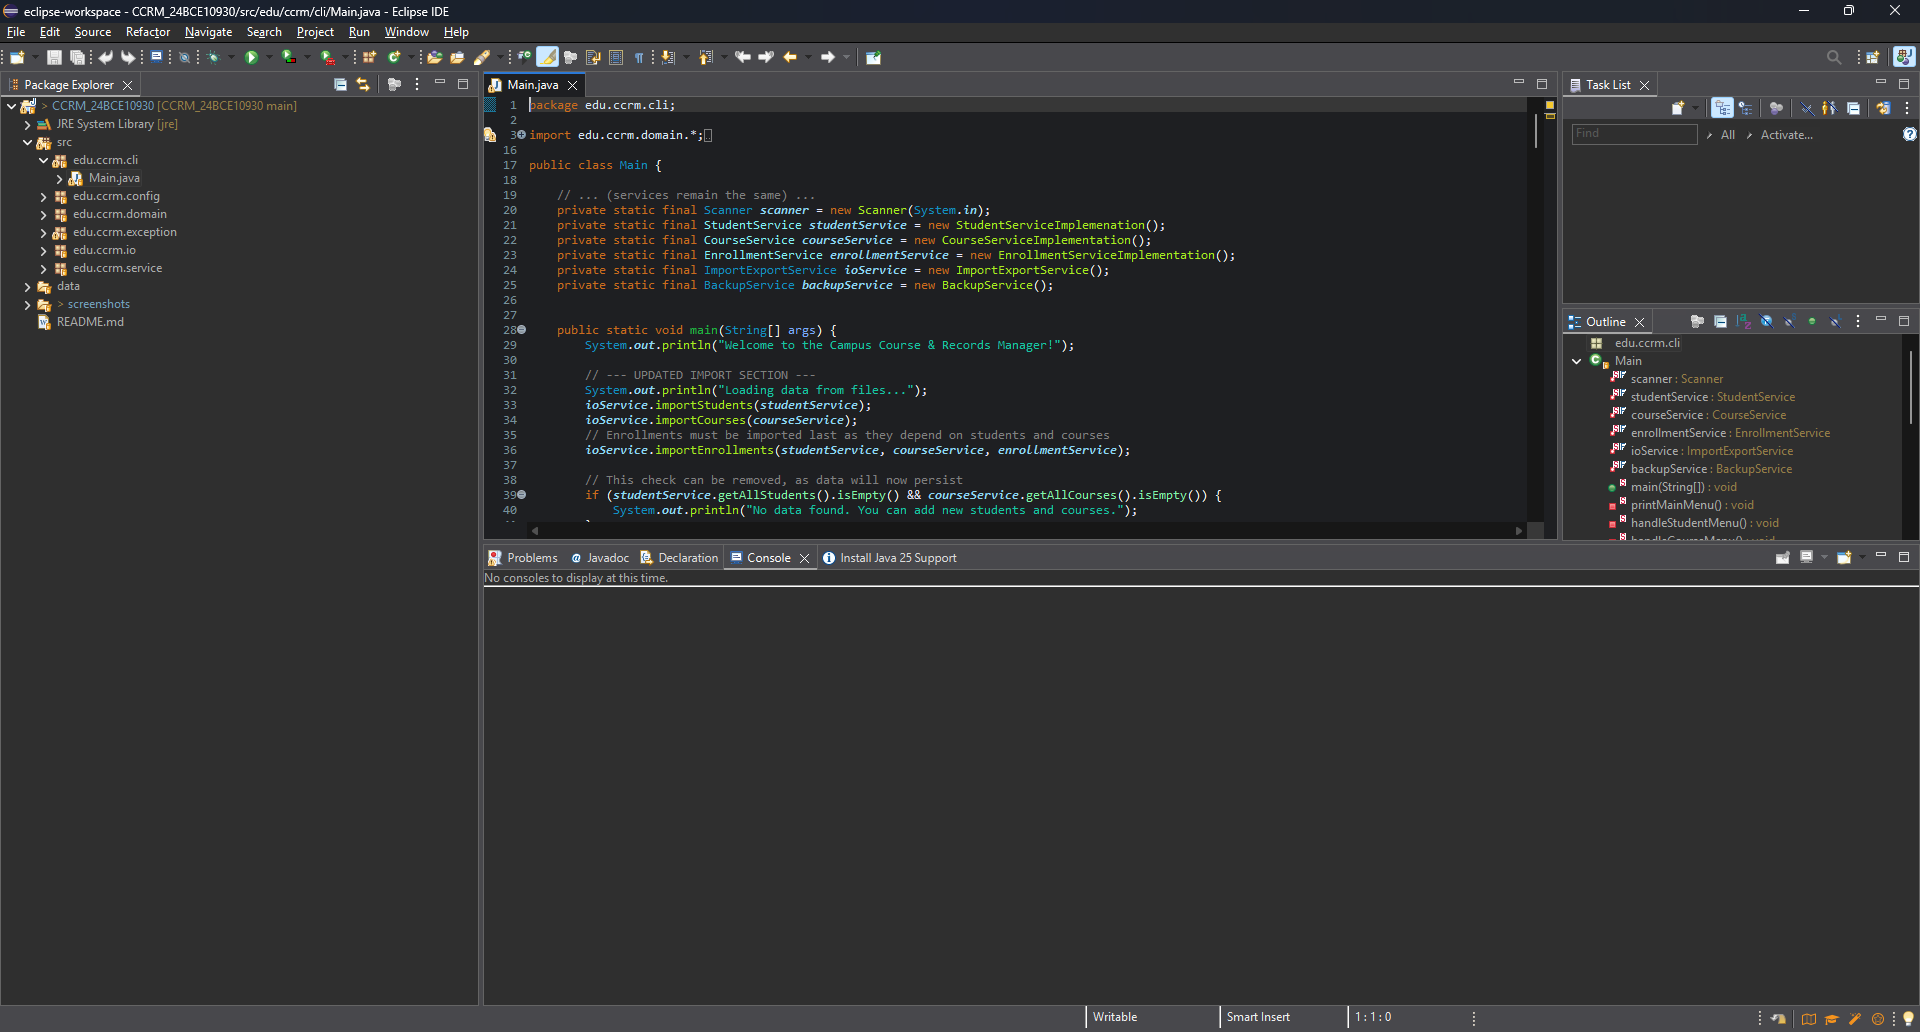 eclipse-workspace - CCRM_24BCE10930/src/edu/ccrm/cli/Main.java - Eclipse IDE
File Edit Source Refactor Navigate Search Project Run Window Help
Package Explorer
CCRM_24BCE10930 [CCRM_24BCE10930 main]
JRE System Library [jre]
src
edu.ccrm.cli
Main.java
edu.ccrm.config
edu.ccrm.domain
edu.ccrm.exception
edu.ccrm.io
edu.ccrm.service
data
> screenshots
README.md
Main.java
1 package edu.ccrm.cli;
2
3 import edu.ccrm.domain.*;
16
17 public class Main {
18
19 // ... (services remain the same) ...
20 private static final Scanner scanner = new Scanner(System.in);
21 private static final StudentService studentService = new StudentServiceImplemenation();
22 private static final CourseService courseService = new CourseServiceImplementation();
23 private static final EnrollmentService enrollmentService = new EnrollmentServiceImplementation();
24 private static final ImportExportService ioService = new ImportExportService();
25 private static final BackupService backupService = new BackupService();
26
27
28 public static void main(String[] args) {
29 System.out.println("Welcome to the Campus Course & Records Manager!");
30
31 // --- UPDATED IMPORT SECTION ---
32 System.out.println("Loading data from files...");
33 ioService.importStudents(studentService);
34 ioService.importCourses(courseService);
35 // Enrollments must be imported last as they depend on students and courses
36 ioService.importEnrollments(studentService, courseService, enrollmentService);
37
38 // This check can be removed, as data will now persist
39 if (studentService.getAllStudents().isEmpty() && courseService.getAllCourses().isEmpty()) {
40 System.out.println("No data found. You can add new students and courses.");
Task List
Find
All
Activate...
Outline
edu.ccrm.cli
Main
scanner : Scanner
studentService : StudentService
courseService : CourseService
enrollmentService : EnrollmentService
ioService : ImportExportService
backupService : BackupService
main(String[]) : void
printMainMenu() : void
handleStudentMenu() : void
handleCourseMenu() : void
Problems
Javadoc
Declaration
Console
Install Java 25 Support
No consoles to display at this time.
Writable
Smart Insert
1 : 1 : 0